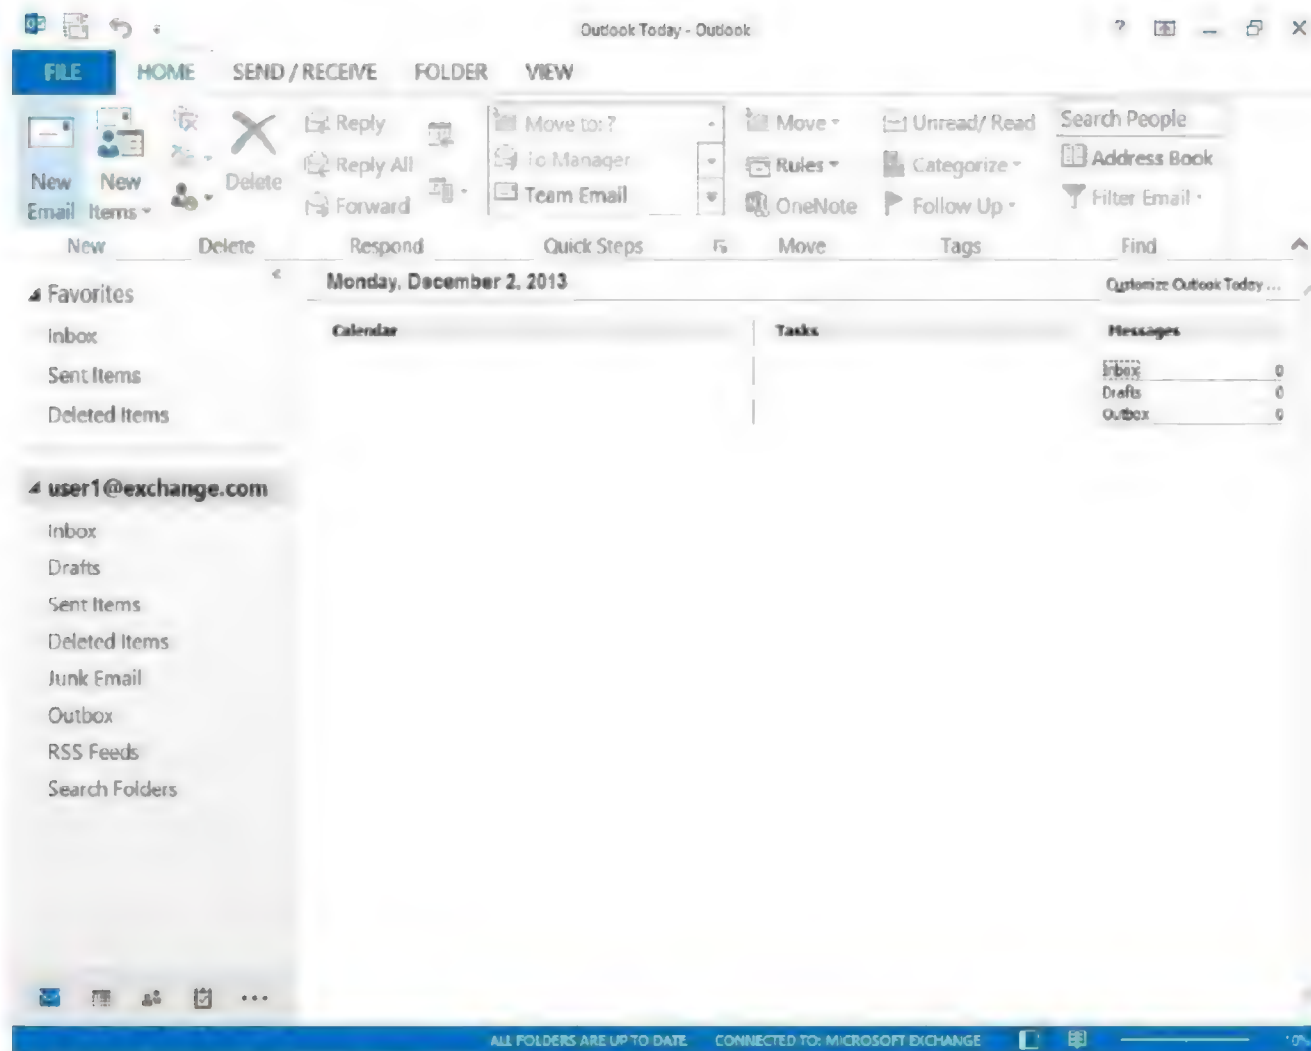 Outlook Today - Outlook
FILE HOME SEND / RECEIVE FOLDER VIEW
New Email
New Items
Delete
Reply
Reply All
Forward
Move to: ?
To Manager
Team Email
Move
Rules
OneNote
Unread/ Read
Categorize
Follow Up
Search People
Address Book
Filter Email
New Delete Respond Quick Steps Move Tags Find
Favorites
Inbox
Sent Items
Deleted Items
user1@exchange.com
Inbox
Drafts
Sent Items
Deleted Items
Junk Email
Outbox
RSS Feeds
Search Folders
Monday, December 2, 2013
Customize Outlook Today ...
Calendar
Tasks
Messages
Inbox 0
Drafts 0
Outbox 0
ALL FOLDERS ARE UP TO DATE CONNECTED TO: MICROSOFT EXCHANGE